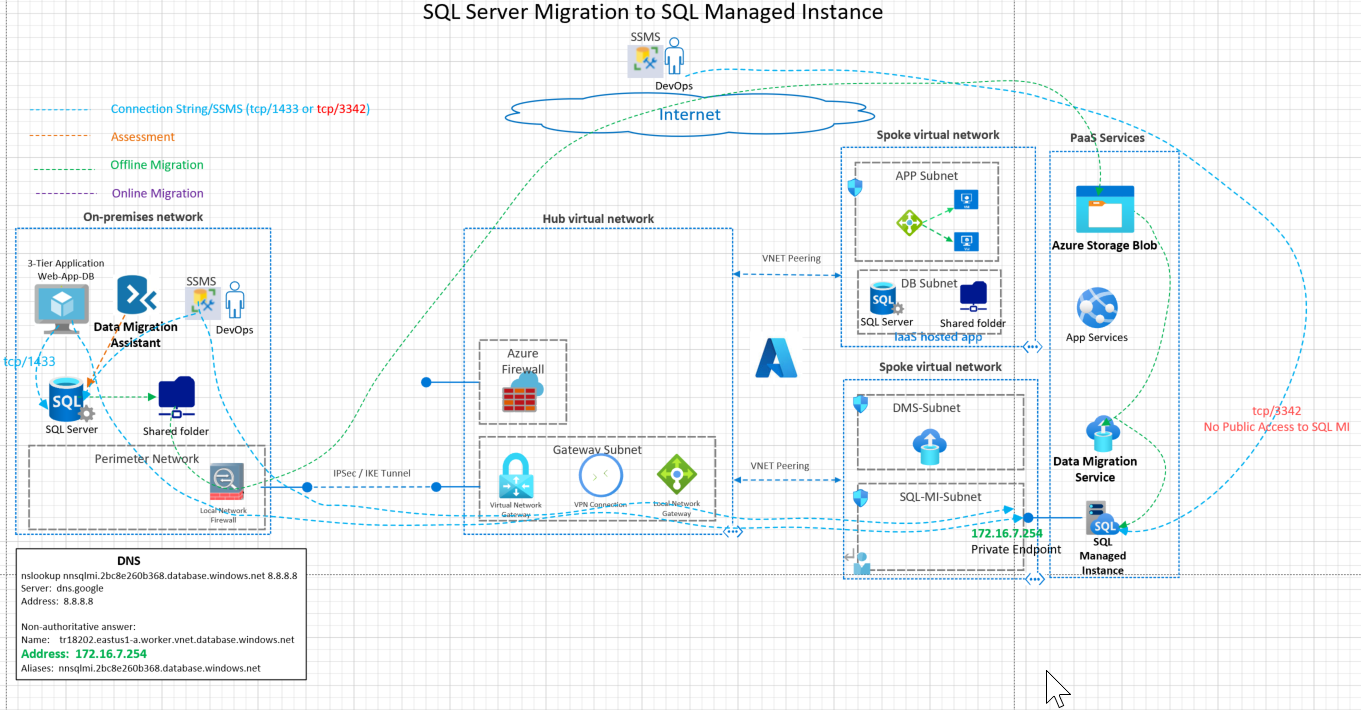 SQL Server Migration to SQL Managed Instance
SSMS
DevOps
Internet
Connection String/SSMS (tcp/1433 or tcp/3342)
Assessment
Offline Migration
Online Migration
On-premises network
3-Tier Application
Web-App-DB
SSMS
DevOps
Data Migration
Assistant
tcp/1433
SQL
SQL Server
Shared folder
Perimeter Network
Local Network
Firewall
IPSec / IKE Tunnel
Hub virtual network
Azure
Firewall
Gateway Subnet
Virtual Network
Gateway
VPN Connection
Local Network
Gateway
VNET Peering
VNET Peering
Spoke virtual network
APP Subnet
DB Subnet
SQL
SQL Server
Shared folder
IaaS hosted app
Spoke virtual network
DMS-Subnet
SQL-MI-Subnet
172.16.7.254
Private Endpoint
PaaS Services
Azure Storage Blob
App Services
Data Migration
Service
SQL
SQL
Managed
Instance
tcp/3342
No Public Access to SQL MI
DNS
nslookup nnsqlmi.2bc8e260b368.database.windows.net 8.8.8.8
Server: dns.google
Address: 8.8.8.8
Non-authoritative answer:
Name: tr18202.eastus1-a.worker.vnet.database.windows.net
Address: 172.16.7.254
Aliases: nnsqlmi.2bc8e260b368.database.windows.net